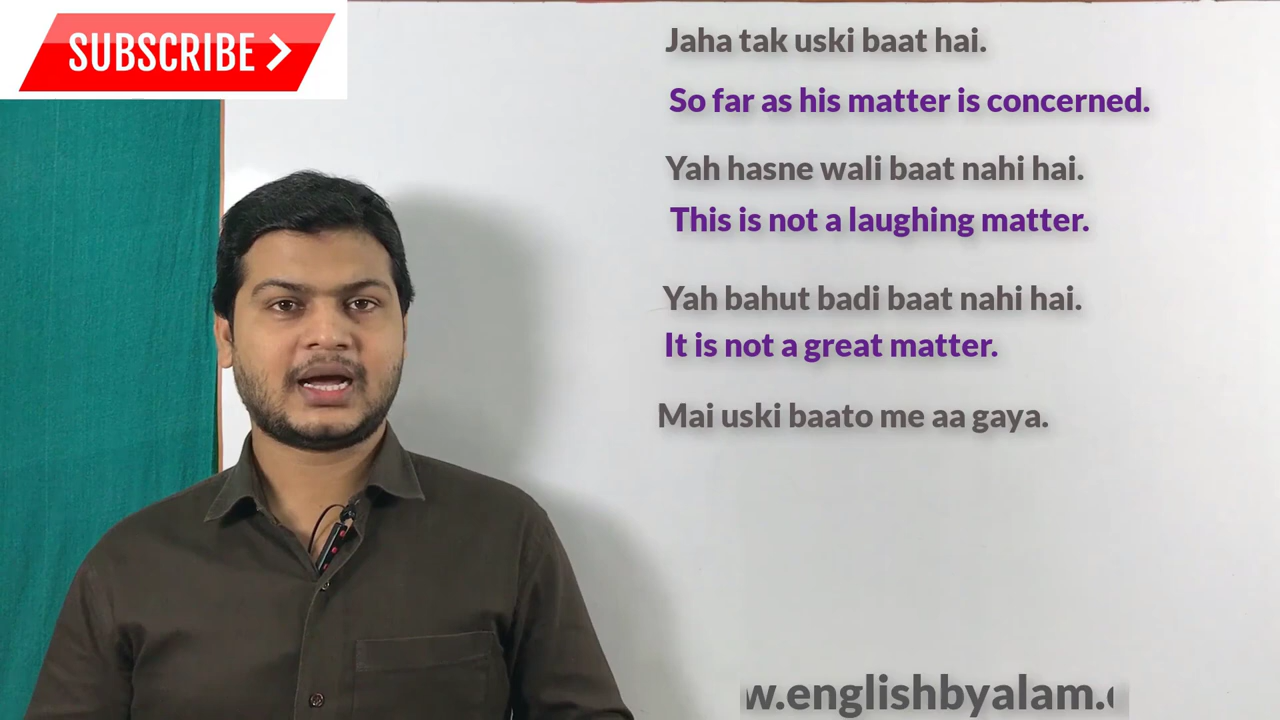 SUBSCRIBE
Jaha tak uski baat hai.
So far as his matter is concerned.
Yah hasne wali baat nahi hai.
This is not a laughing matter.
Yah bahut badi baat nahi hai.
It is not a great matter.
Mai uski baato me aa gaya.
w.englishbyalam.